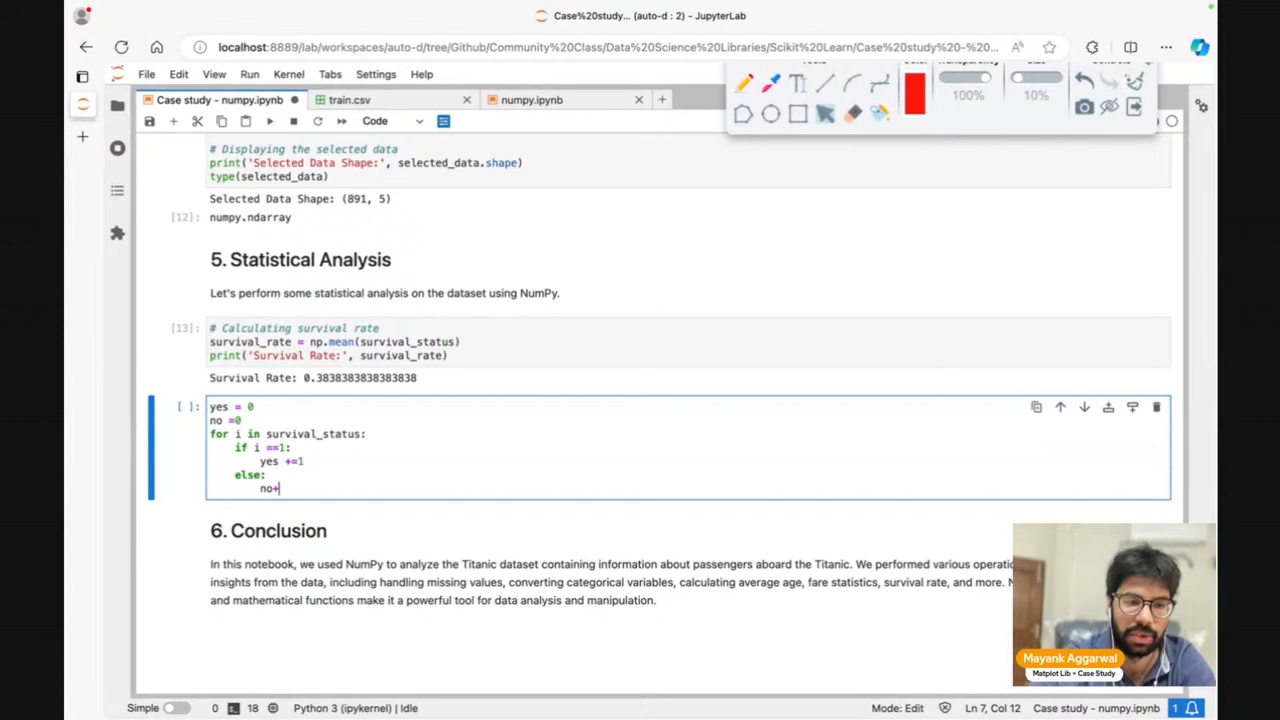 Case%20study... (auto-d : 2) - JupyterLab
localhost:8889/lab/workspaces/auto-d/tree/Github/Community%20Class/Data%20Science%20Libraries/Scikit%20Learn/Case%20study%20-%20...
File Edit View Run Kernel Tabs Settings Help
100% 10%
Case study - numpy.ipynb
train.csv
numpy.ipynb
Code
# Displaying the selected data
print('Selected Data Shape:', selected_data.shape)
type(selected_data)
Selected Data Shape: (891, 5)
[12]: numpy.ndarray
5. Statistical Analysis
Let's perform some statistical analysis on the dataset using NumPy.
[13]: # Calculating survival rate
survival_rate = np.mean(survival_status)
print('Survival Rate:', survival_rate)
Survival Rate: 0.3838383838383838
[ ]: yes = 0
no =0
for i in survival_status:
if i ==1:
yes +=1
else:
no+
6. Conclusion
In this notebook, we used NumPy to analyze the Titanic dataset containing information about passengers aboard the Titanic. We performed various operatio
insights from the data, including handling missing values, converting categorical variables, calculating average age, fare statistics, survival rate, and more. N
and mathematical functions make it a powerful tool for data analysis and manipulation.
Mayank Aggarwal
Matplot Lib + Case Study
Simple 0 18 Python 3 (ipykernel) | Idle Mode: Edit Ln 7, Col 12 Case study - numpy.ipynb 1